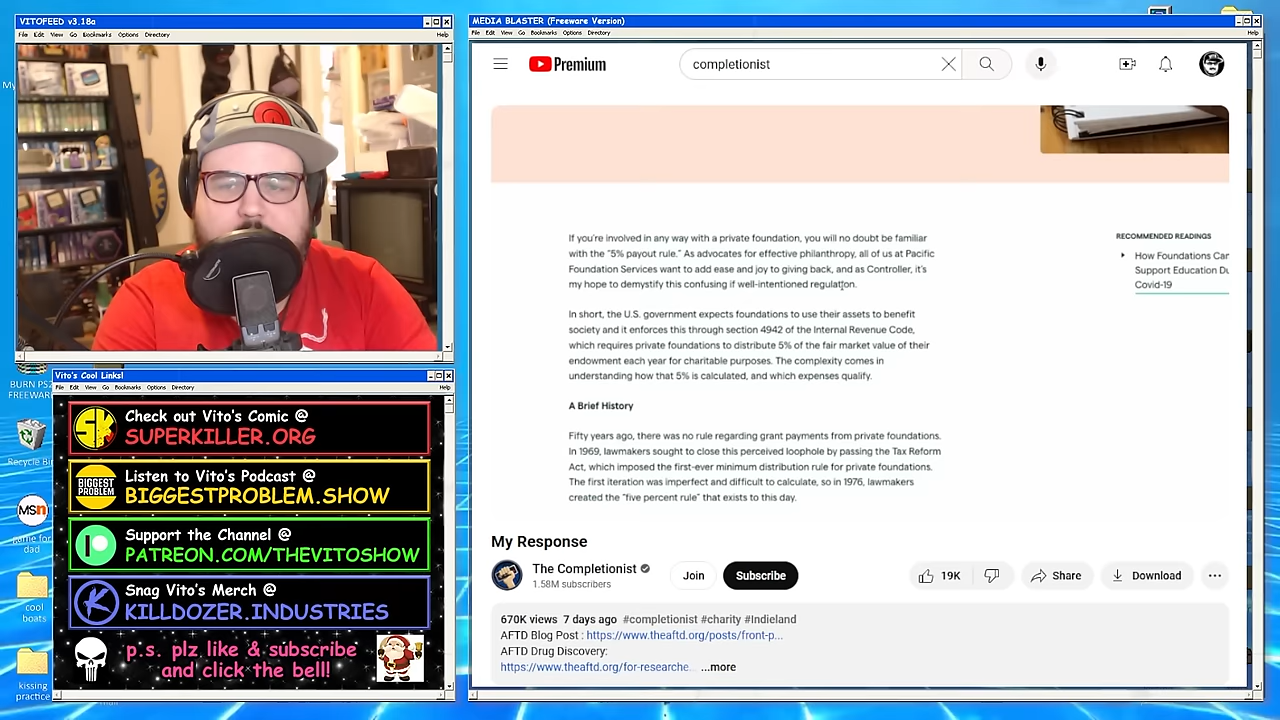 VITOFEED v3.18a
File Edit View Go Bookmarks Options Directory Help
Vito's Cool Links!
File Edit View Go Bookmarks Options Directory Help
Check out Vito's Comic @
SUPERKILLER.ORG
BIGGEST PROBLEM
Listen to Vito's Podcast @
BIGGESTPROBLEM.SHOW
Support the Channel @
PATREON.COM/THEVITOSHOW
Snag Vito's Merch @
KILLDOZER.INDUSTRIES
p.s. plz like & subscribe
and click the bell!
My
BURN PS2
FREEWARE
Recycle Bin
msn
dad
cool
boats
kissing
practice
MEDIA BLASTER (Freeware Version)
File Edit View Go Bookmarks Options Directory Help
Premium
completionist
If you're involved in any way with a private foundation, you will no doubt be familiar
with the "5% payout rule." As advocates for effective philanthropy, all of us at Pacific
Foundation Services want to add ease and joy to giving back, and as Controller, it's
my hope to demystify this confusing if well-intentioned regulation.
In short, the U.S. government expects foundations to use their assets to benefit
society and it enforces this through section 4942 of the Internal Revenue Code,
which requires private foundations to distribute 5% of the fair market value of their
endowment each year for charitable purposes. The complexity comes in
understanding how that 5% is calculated, and which expenses qualify.
A Brief History
Fifty years ago, there was no rule regarding grant payments from private foundations.
In 1969, lawmakers sought to close this perceived loophole by passing the Tax Reform
Act, which imposed the first-ever minimum distribution rule for private foundations.
The first iteration was imperfect and difficult to calculate, so in 1976, lawmakers
created the "five percent rule" that exists to this day.
RECOMMENDED READINGS
How Foundations Can
Support Education Du
Covid-19
My Response
The Completionist
1.58M subscribers
Join
Subscribe
19K
Share
Download
670K views 7 days ago #completionist #charity #Indieland
AFTD Blog Post : https://www.theaftd.org/posts/front-p...
AFTD Drug Discovery:
https://www.theaftd.org/for-researche... ...more